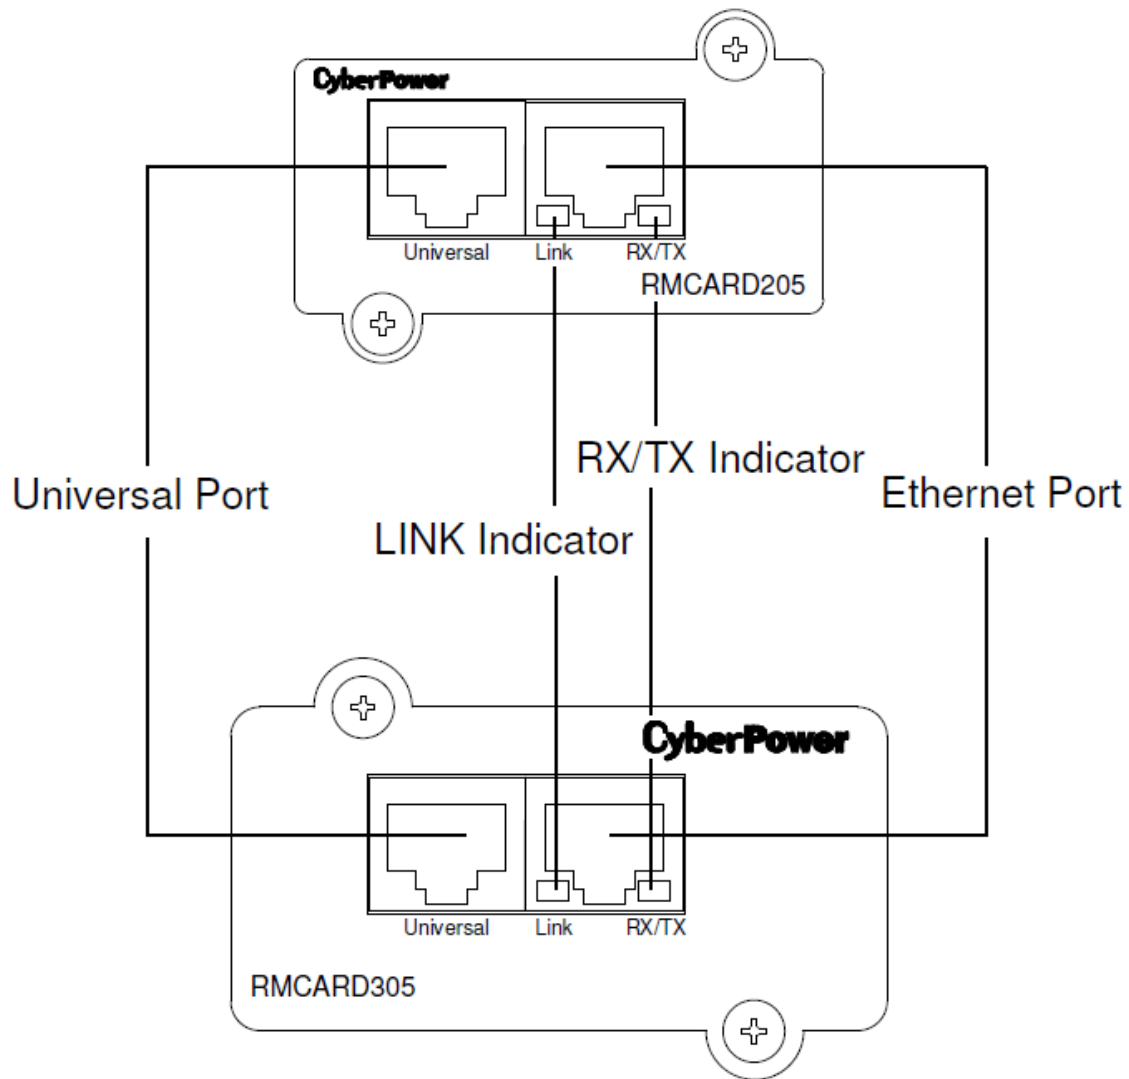 CyberPower
Universal Link RX/TX
RMCARD205
RX/TX Indicator
Universal Port
Ethernet Port
LINK Indicator
CyberPower
Universal Link RX/TX
RMCARD305